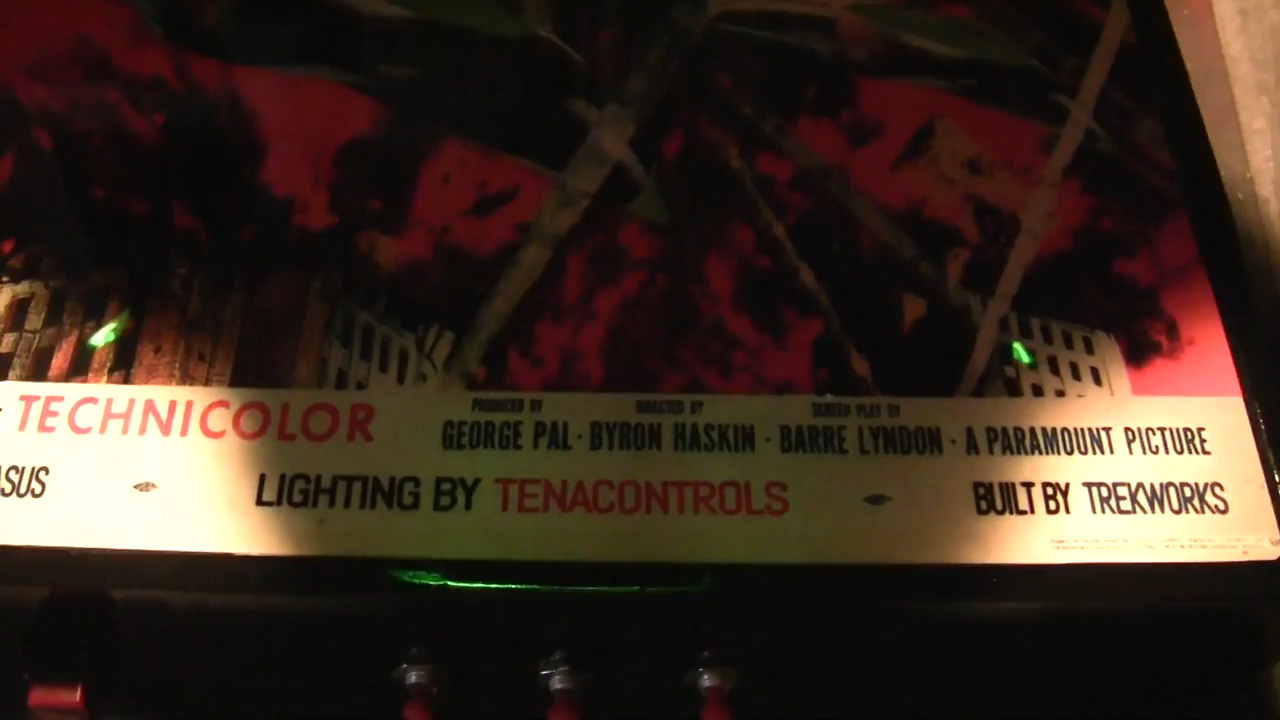 TECHNICOLOR
PRODUCED BY DIRECTED BY SCREEN PLAY BY
GEORGE PAL · BYRON HASKIN · BARRE LYNDON · A PARAMOUNT PICTURE
ASUS LIGHTING BY TENACONTROLS BUILT BY TREKWORKS